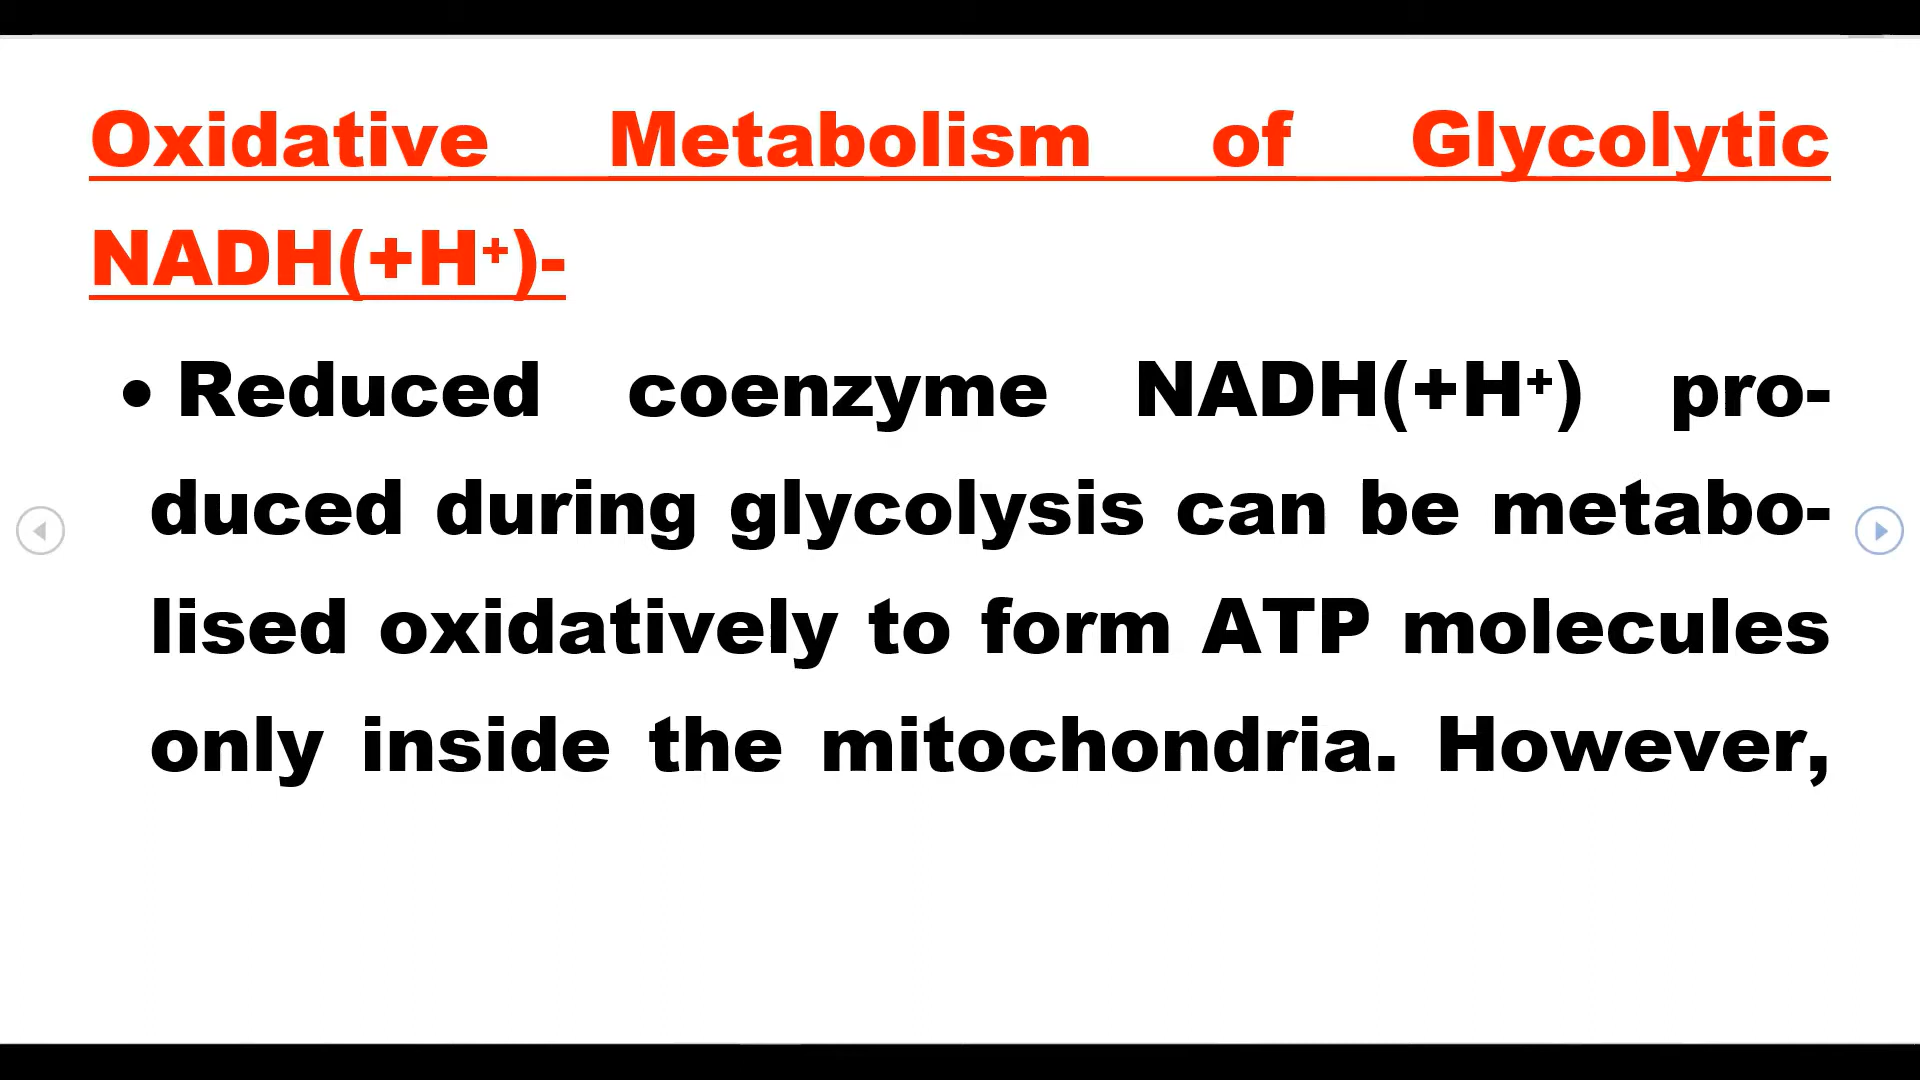 Oxidative Metabolism of Glycolytic
NADH(+H⁺)-
• Reduced coenzyme NADH(+H⁺) pro-
duced during glycolysis can be metabo-
lised oxidatively to form ATP molecules
only inside the mitochondria. However,